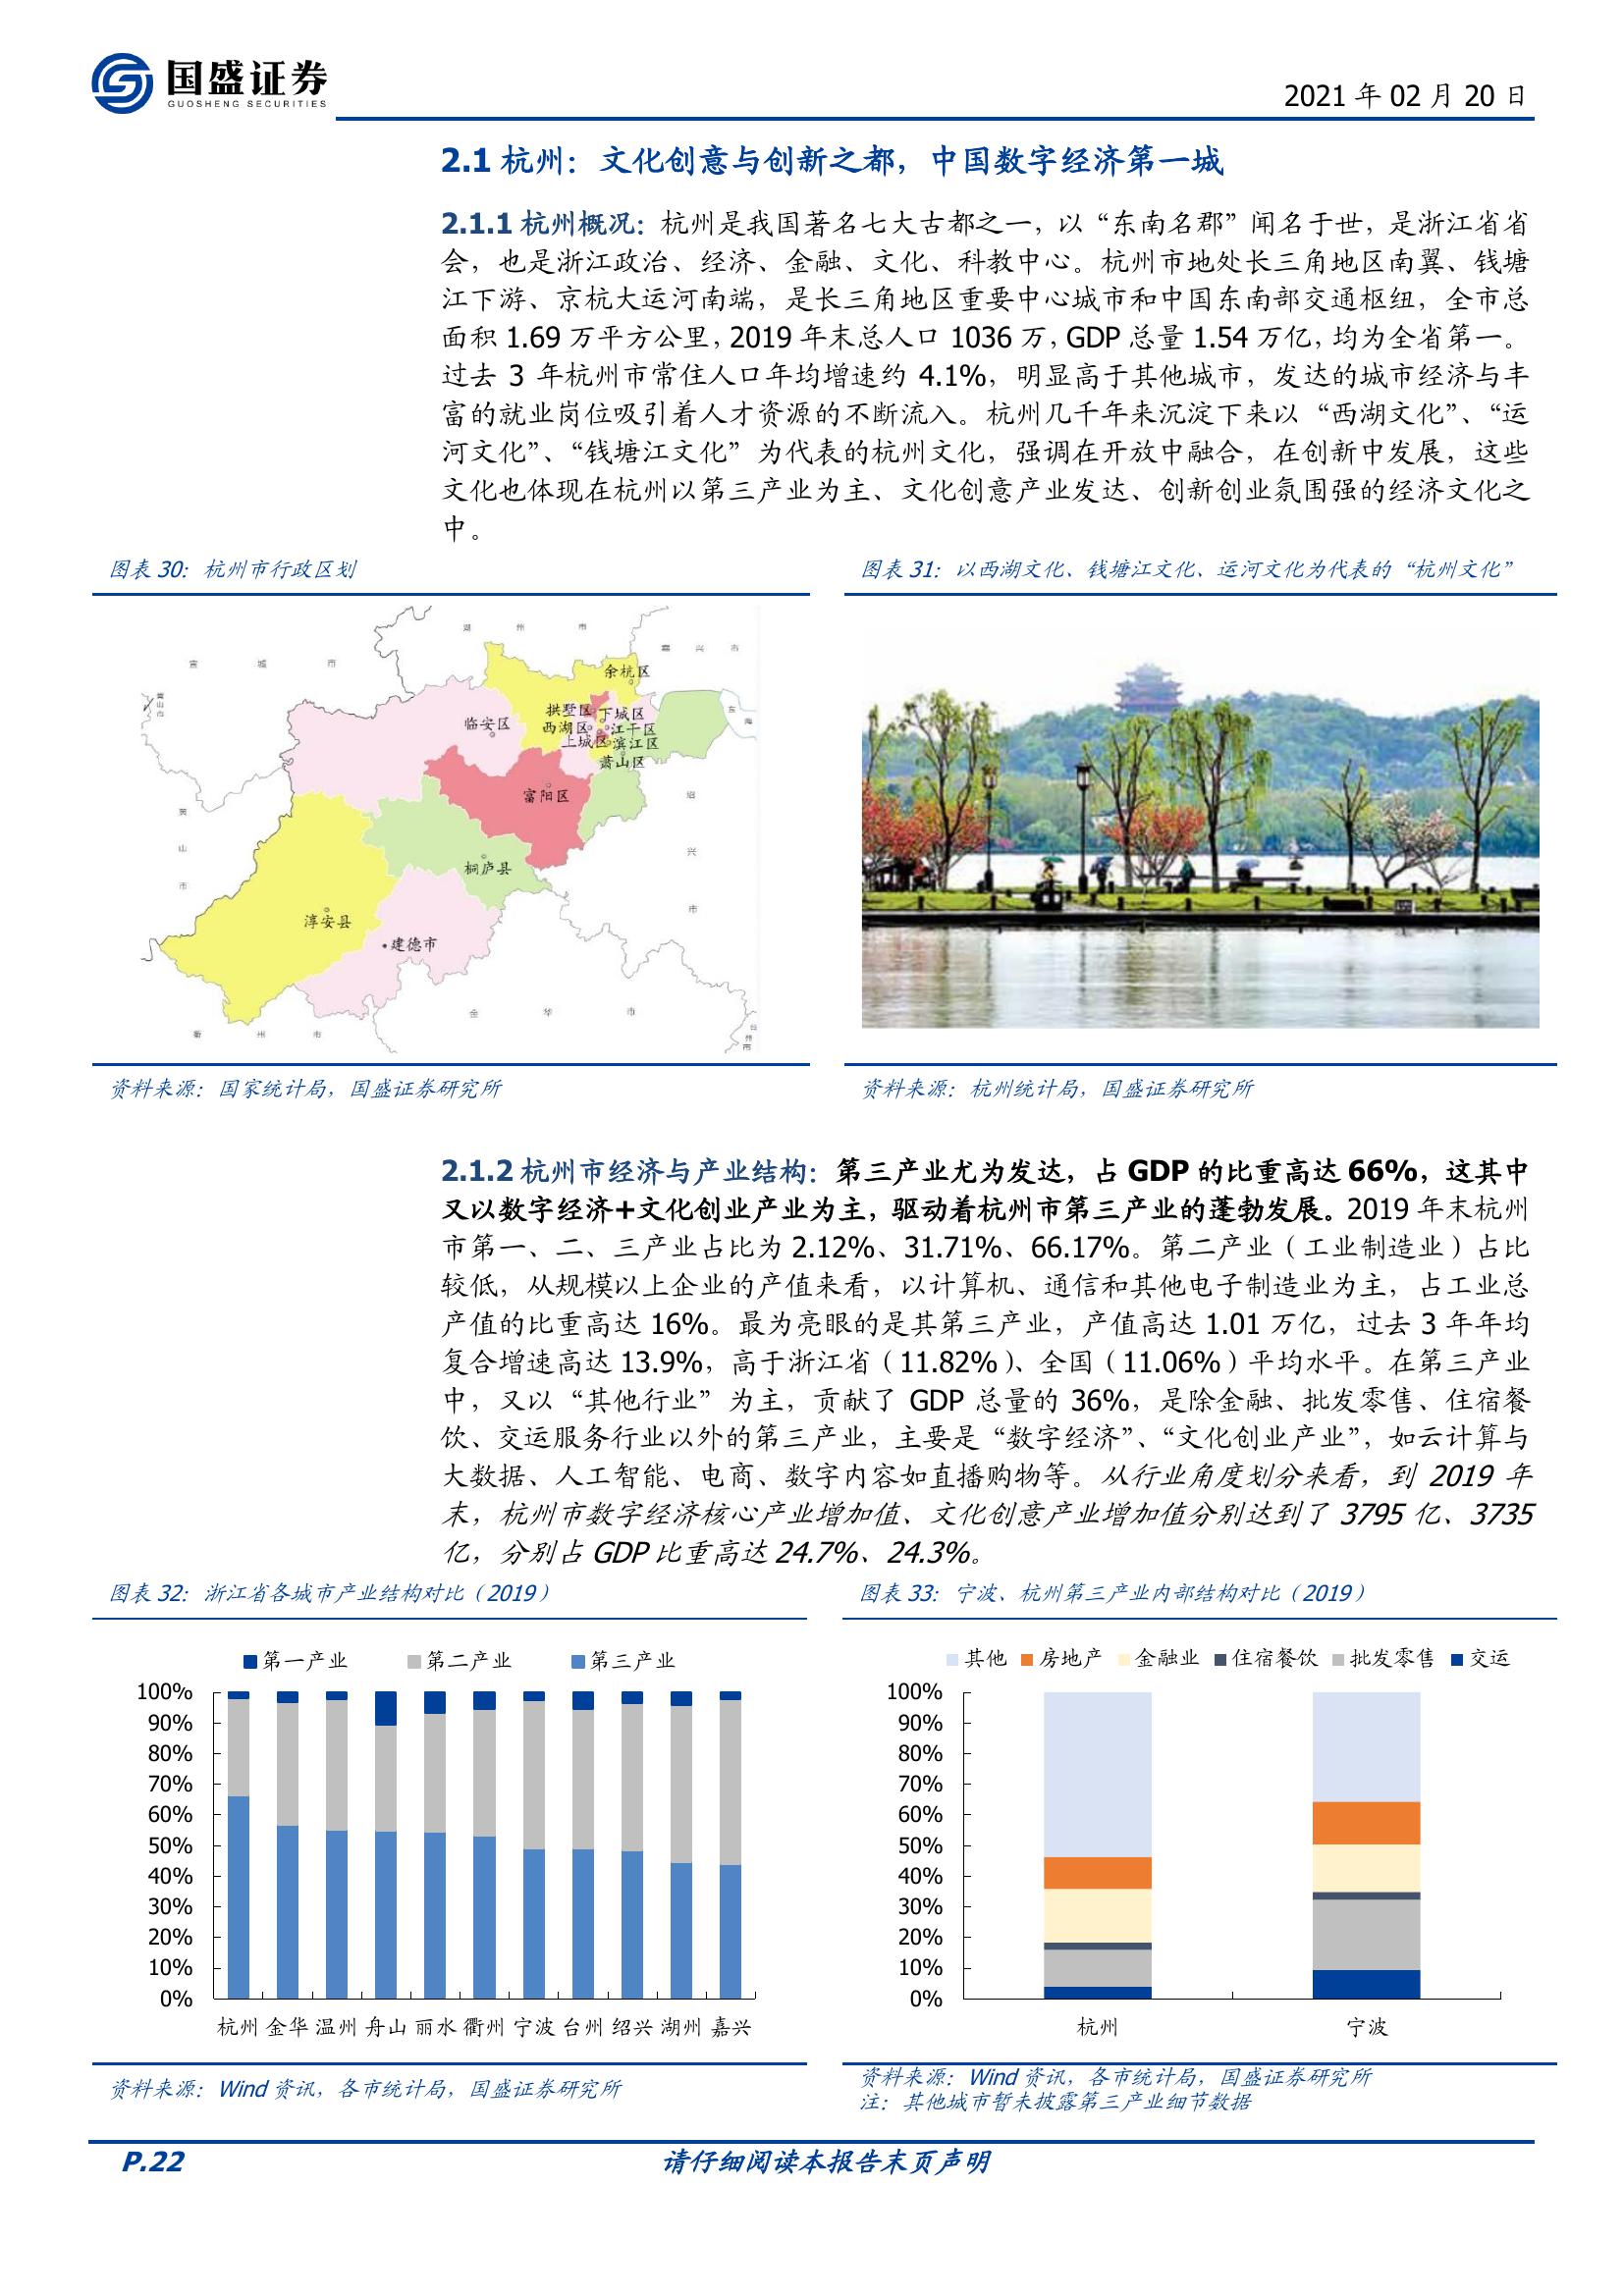 国盛证券
GUOSHENG SECURITIES
2021 年 02 月 20 日
2.1 杭州：文化创意与创新之都，中国数字经济第一城
2.1.1 杭州概况：杭州是我国著名七大古都之一，以“东南名郡”闻名于世，是浙江省省
会，也是浙江政治、经济、金融、文化、科教中心。杭州市地处长三角地区南翼、钱塘
江下游、京杭大运河南端，是长三角地区重要中心城市和中国东南部交通枢纽，全市总
面积 1.69 万平方公里，2019 年末总人口 1036 万，GDP 总量 1.54 万亿，均为全省第一。
过去 3 年杭州市常住人口年均增速约 4.1%，明显高于其他城市，发达的城市经济与丰
富的就业岗位吸引着人才资源的不断流入。杭州几千年来沉淀下来以“西湖文化”、“运
河文化”、“钱塘江文化”为代表的杭州文化，强调在开放中融合，在创新中发展，这些
文化也体现在杭州以第三产业为主、文化创意产业发达、创新创业氛围强的经济文化之
中。
图表 30：杭州市行政区划
图表 31：以西湖文化、钱塘江文化、运河文化为代表的“杭州文化”
湖 州 市
嘉 兴 市
宣 城 市
黄山市
余杭区
拱墅区
下城区
西湖区
江干区
上城区
滨江区
萧山区
临安区
东 海
富阳区
绍 兴 市
黄 山 市
桐庐县
淳安县
建德市
金 华 市
衢 州 市
台州市
资料来源：国家统计局，国盛证券研究所
资料来源：杭州统计局，国盛证券研究所
2.1.2 杭州市经济与产业结构：第三产业尤为发达，占 GDP 的比重高达 66%，这其中
又以数字经济+文化创业产业为主，驱动着杭州市第三产业的蓬勃发展。2019 年末杭州
市第一、二、三产业占比为 2.12%、31.71%、66.17%。第二产业（工业制造业）占比
较低，从规模以上企业的产值来看，以计算机、通信和其他电子制造业为主，占工业总
产值的比重高达 16%。最为亮眼的是其第三产业，产值高达 1.01 万亿，过去 3 年年均
复合增速高达 13.9%，高于浙江省（11.82%）、全国（11.06%）平均水平。在第三产业
中，又以“其他行业”为主，贡献了 GDP 总量的 36%，是除金融、批发零售、住宿餐
饮、交运服务行业以外的第三产业，主要是“数字经济”、“文化创业产业”，如云计算与
大数据、人工智能、电商、数字内容如直播购物等。从行业角度划分来看，到 2019 年
末，杭州市数字经济核心产业增加值、文化创意产业增加值分别达到了 3795 亿、3735
亿，分别占 GDP 比重高达 24.7%、24.3%。
图表 32：浙江省各城市产业结构对比（2019）
第一产业 第二产业 第三产业
100%
90%
80%
70%
60%
50%
40%
30%
20%
10%
0%
杭州 金华 温州 舟山 丽水 衢州 宁波 台州 绍兴 湖州 嘉兴
资料来源：Wind 资讯，各市统计局，国盛证券研究所
图表 33：宁波、杭州第三产业内部结构对比（2019）
其他 房地产 金融业 住宿餐饮 批发零售 交运
100%
90%
80%
70%
60%
50%
40%
30%
20%
10%
0%
杭州 宁波
资料来源：Wind 资讯，各市统计局，国盛证券研究所
注：其他城市暂未披露第三产业细节数据
P.22
请仔细阅读本报告末页声明